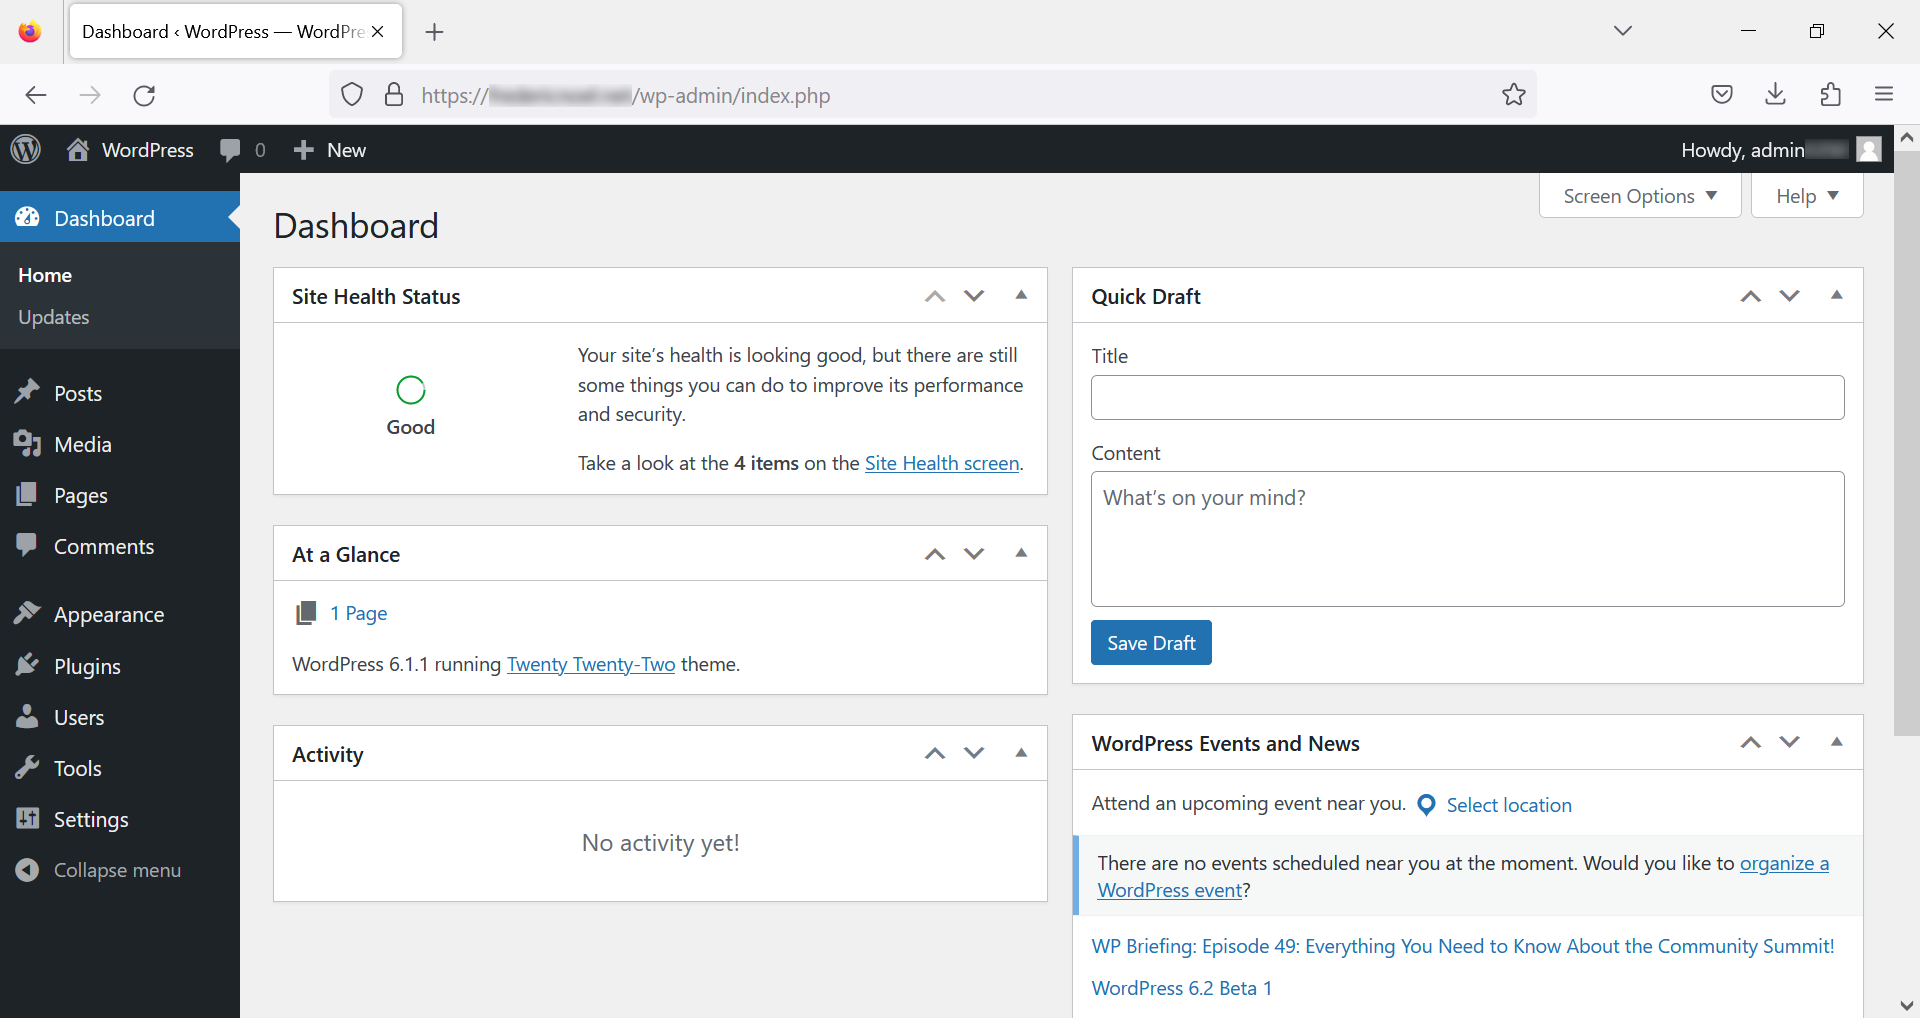 Dashboard ‹ WordPress — WordPre
https:// /wp-admin/index.php
WordPress
0
New
Howdy, admin
Screen Options
Help
Dashboard
Home
Updates
Posts
Media
Pages
Comments
Appearance
Plugins
Users
Tools
Settings
Collapse menu
Dashboard
Site Health Status
Good
Your site's health is looking good, but there are still
some things you can do to improve its performance
and security.
Take a look at the 4 items on the Site Health screen.
At a Glance
1 Page
WordPress 6.1.1 running Twenty Twenty-Two theme.
Activity
No activity yet!
Quick Draft
Title
Content
What's on your mind?
Save Draft
WordPress Events and News
Attend an upcoming event near you.
Select location
There are no events scheduled near you at the moment. Would you like to organize a
WordPress event?
WP Briefing: Episode 49: Everything You Need to Know About the Community Summit!
WordPress 6.2 Beta 1